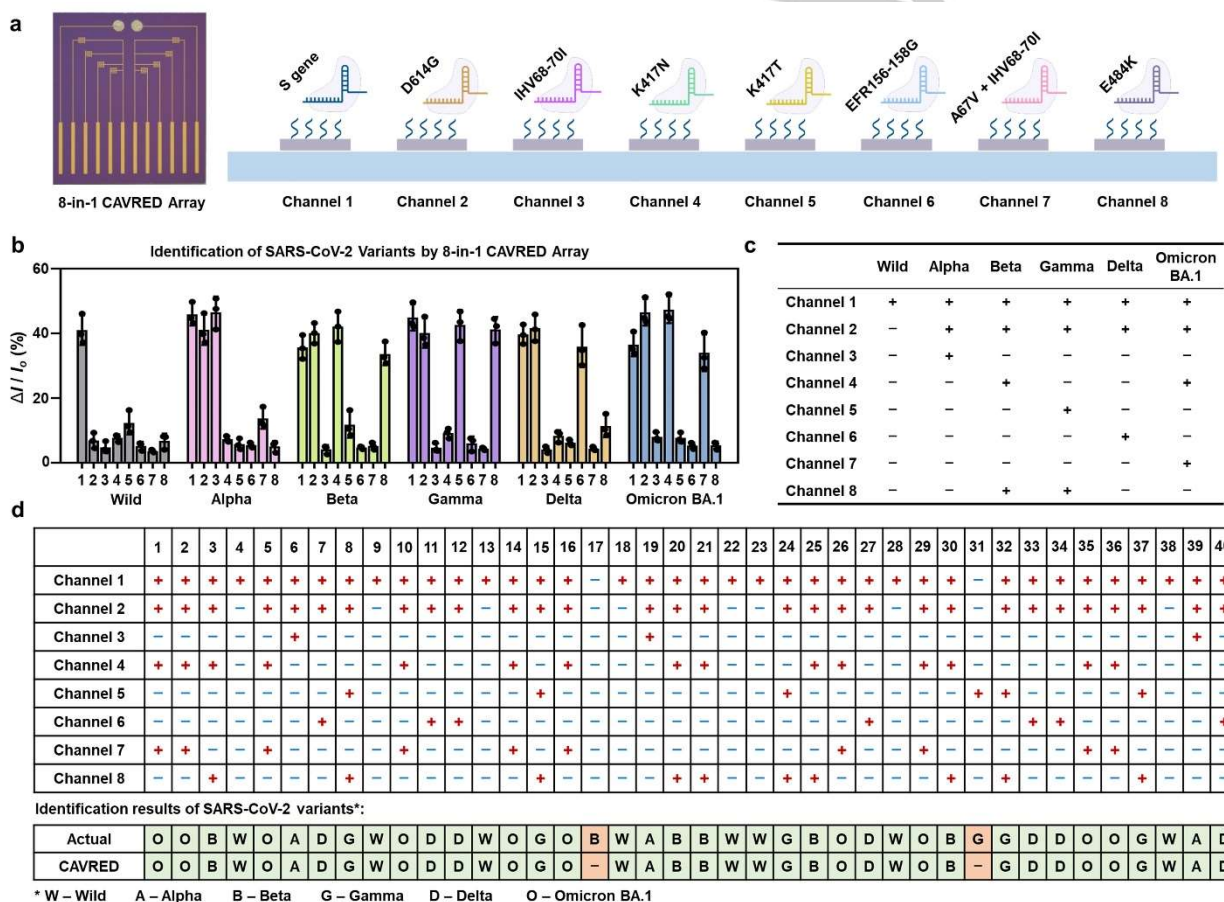 a
S gene
D614G
IHV68-70I
K417N
K417T
EFR156-158G
A67V + IHV68-70I
E484K
8-in-1 CAVRED Array
Channel 1 Channel 2 Channel 3 Channel 4 Channel 5 Channel 6 Channel 7 Channel 8
b
Identification of SARS-CoV-2 Variants by 8-in-1 CAVRED Array
ΔI / I₀ (%)
60
40
20
0
1 2 3 4 5 6 7 8 1 2 3 4 5 6 7 8 1 2 3 4 5 6 7 8 1 2 3 4 5 6 7 8 1 2 3 4 5 6 7 8 1 2 3 4 5 6 7 8
Wild Alpha Beta Gamma Delta Omicron BA.1
c
Wild Alpha Beta Gamma Delta Omicron BA.1
Channel 1 + + + + + +
Channel 2 – + + + + +
Channel 3 – + – – – –
Channel 4 – – + – – +
Channel 5 – – – + – –
Channel 6 – – – – + –
Channel 7 – – – – – +
Channel 8 – – + + – –
d
1 2 3 4 5 6 7 8 9 10 11 12 13 14 15 16 17 18 19 20 21 22 23 24 25 26 27 28 29 30 31 32 33 34 35 36 37 38 39 40
Channel 1 + + + + + + + + + + + + + + + + – + + + + + + + + + + + + + – + + + + + + + + +
Channel 2 + + + – + + + + – + + + – + + + – – + + + – – + + + + – + + – + + + + + + – + +
Channel 3 – – – – – + – – – – – – – – – – – – + – – – – – – – – – – – – – – – – – – – + –
Channel 4 + + + – + – – – – + – – – + – + – – – + + – – – + + – – + + – – – – + + – – – –
Channel 5 – – – – – – – + – – – – – – + – – – – – – – – + – – – – – – + + – – – – + – – –
Channel 6 – – – – – – + – – – + + – – – – – – – – – – – – – – + – – – – – + + – – – – – +
Channel 7 + + – – + – – – – + – – – + – + – – – – – – – – – + – – + – – – – – + + – – – –
Channel 8 – – + – – – – + – – – – – – + – – – – + + – – + + – – – – + – + – – – – + – – –
Identification results of SARS-CoV-2 variants*:
Actual O O B W O A D G W O D D W O G O B W A B B W W G B O D W O B G G D D O O G W A D
CAVRED O O B W O A D G W O D D W O G O – W A B B W W G B O D W O B – G D D O O G W A D
* W – Wild A – Alpha B – Beta G – Gamma D – Delta O – Omicron BA.1